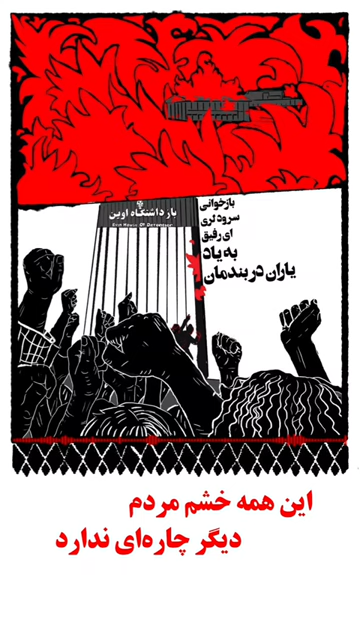 بازداشتگاه اوین
Evin House Of Detention
بازخوانی
سرود لری
ای رفیق
به یاد
یاران دربندمان
این همه خشم مردم
دیگر چاره‌ای ندارد